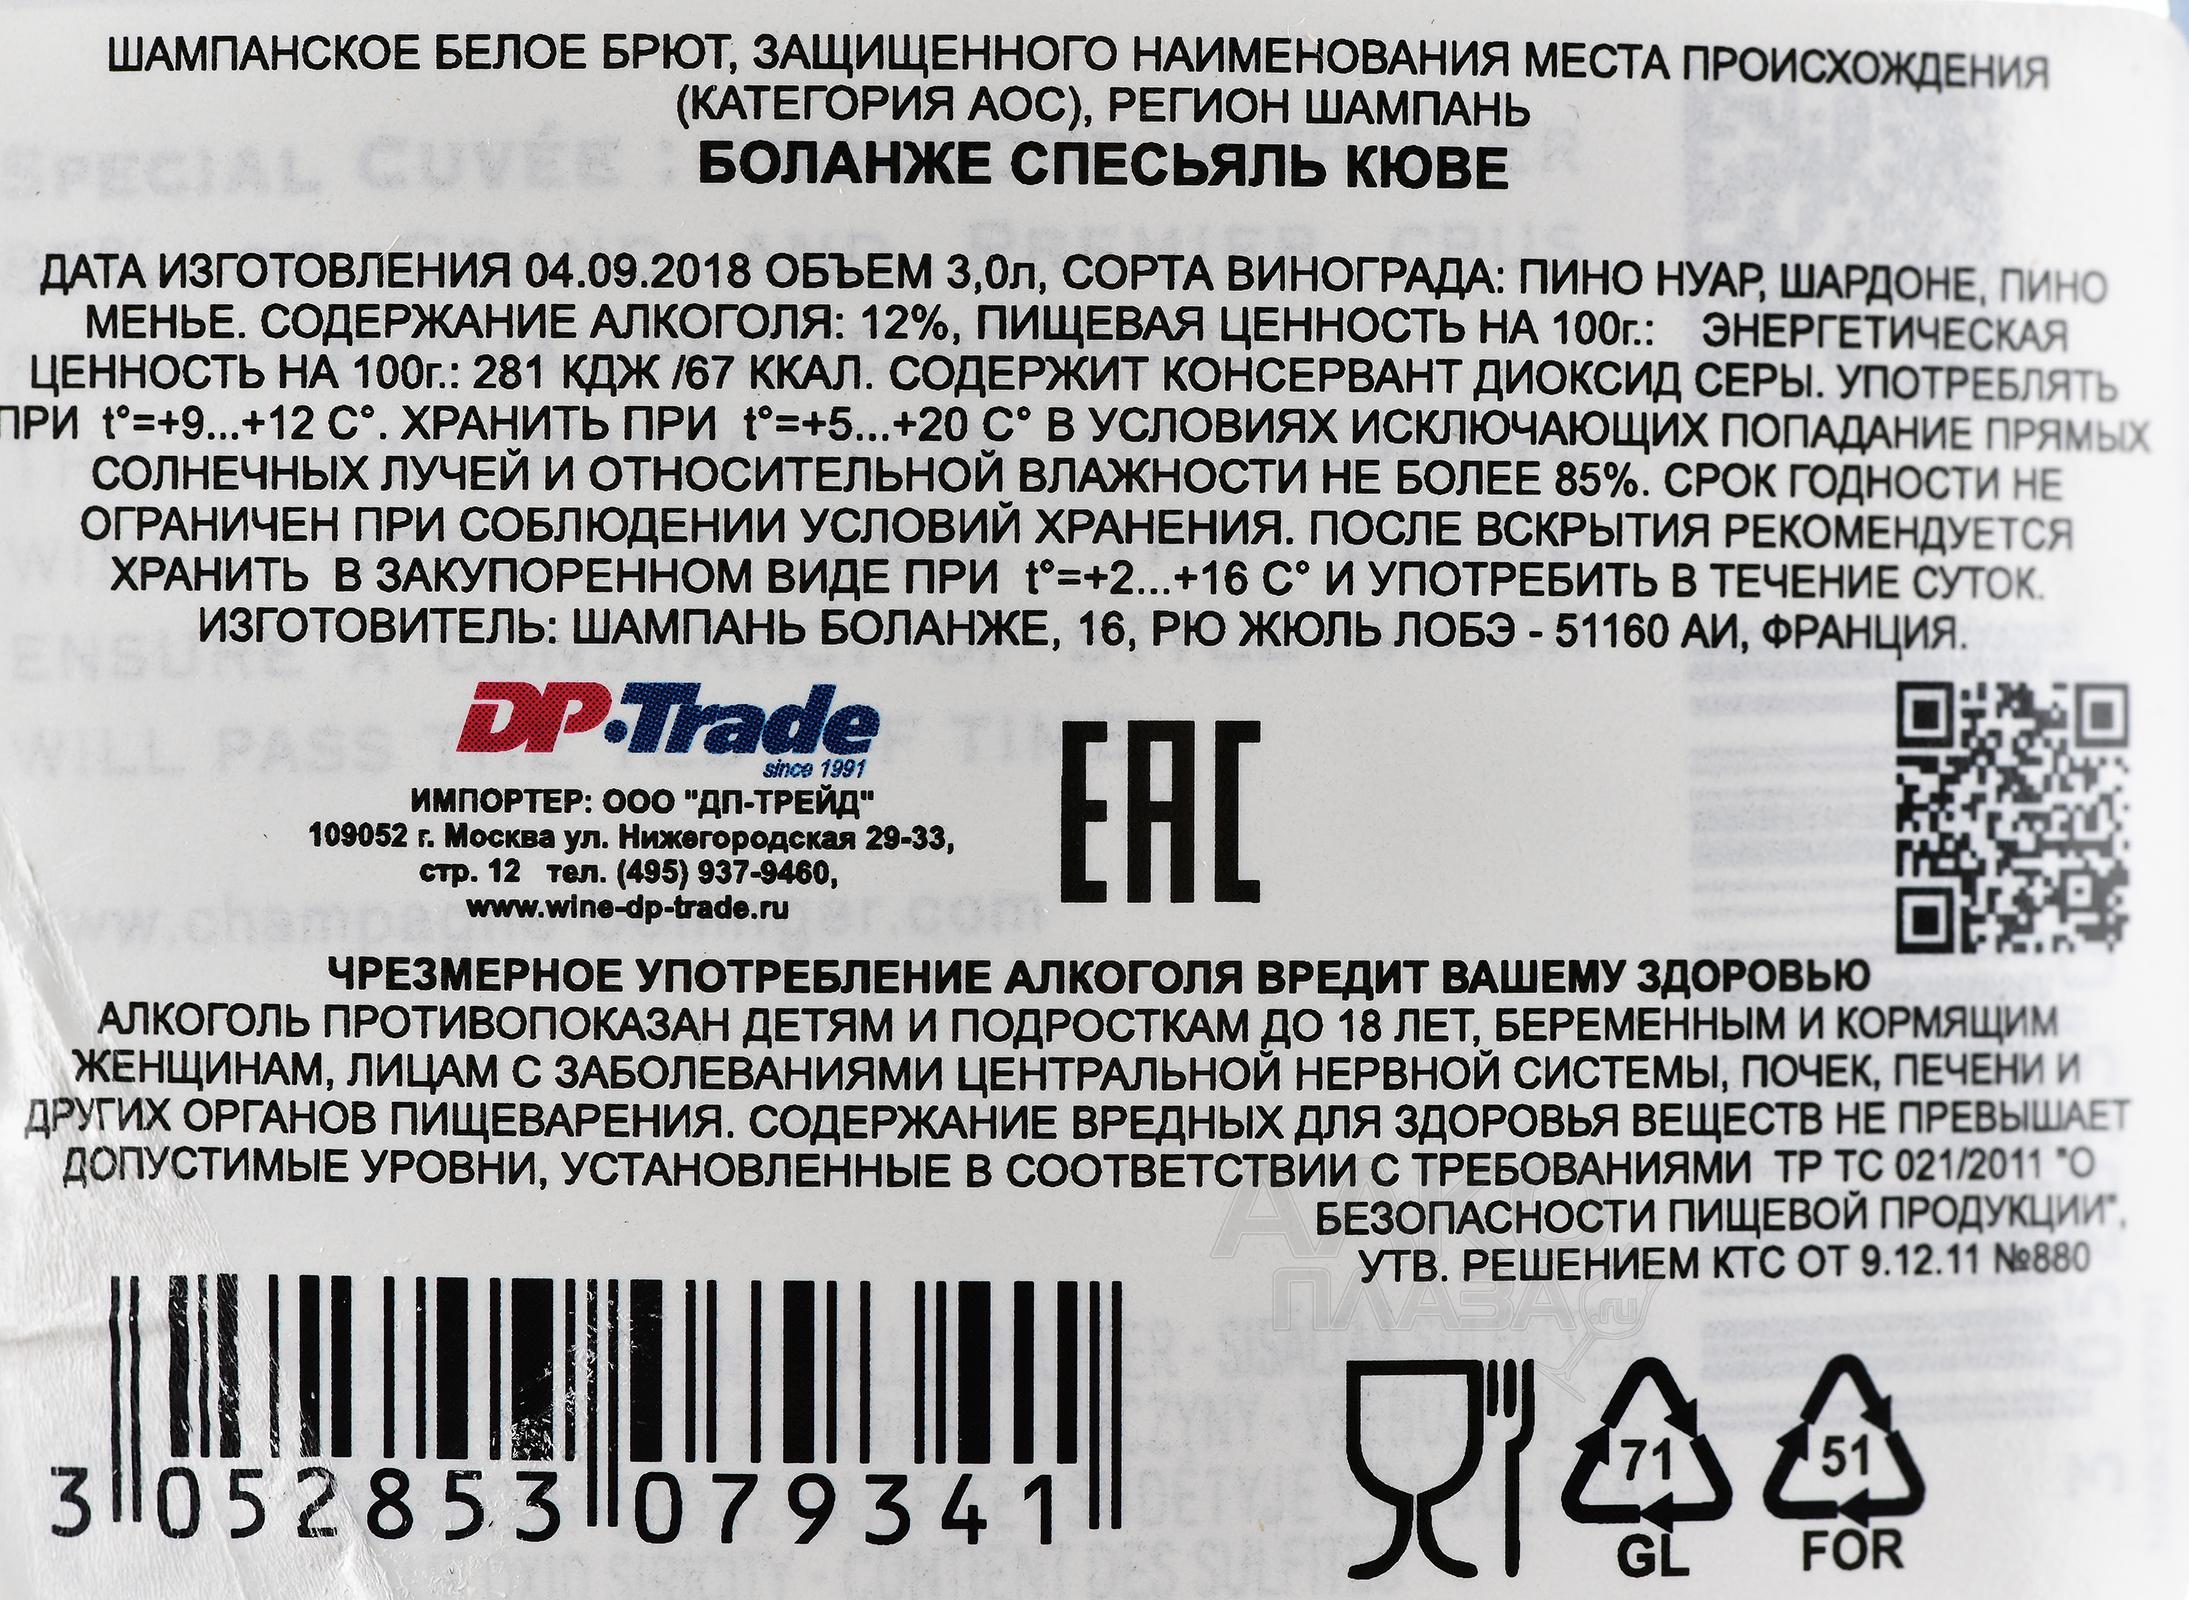 ШАМПАНСКОЕ БЕЛОЕ БРЮТ, ЗАЩИЩЕННОГО НАИМЕНОВАНИЯ МЕСТА ПРОИСХОЖДЕНИЯ
(КАТЕГОРИЯ АОС), РЕГИОН ШАМПАНЬ
БОЛАНЖЕ СПЕСЬЯЛЬ КЮВЕ
ДАТА ИЗГОТОВЛЕНИЯ 04.09.2018 ОБЪЕМ 3,0л, СОРТА ВИНОГРАДА: ПИНО НУАР, ШАРДОНЕ, ПИНО
МЕНЬЕ. СОДЕРЖАНИЕ АЛКОГОЛЯ: 12%, ПИЩЕВАЯ ЦЕННОСТЬ НА 100г.: ЭНЕРГЕТИЧЕСКАЯ
ЦЕННОСТЬ НА 100г.: 281 КДЖ /67 ККАЛ. СОДЕРЖИТ КОНСЕРВАНТ ДИОКСИД СЕРЫ. УПОТРЕБЛЯТЬ
ПРИ t°=+9...+12 С°. ХРАНИТЬ ПРИ t°=+5...+20 С° В УСЛОВИЯХ ИСКЛЮЧАЮЩИХ ПОПАДАНИЕ ПРЯМЫХ
СОЛНЕЧНЫХ ЛУЧЕЙ И ОТНОСИТЕЛЬНОЙ ВЛАЖНОСТИ НЕ БОЛЕЕ 85%. СРОК ГОДНОСТИ НЕ
ОГРАНИЧЕН ПРИ СОБЛЮДЕНИИ УСЛОВИЙ ХРАНЕНИЯ. ПОСЛЕ ВСКРЫТИЯ РЕКОМЕНДУЕТСЯ
ХРАНИТЬ В ЗАКУПОРЕННОМ ВИДЕ ПРИ t°=+2...+16 С° И УПОТРЕБИТЬ В ТЕЧЕНИЕ СУТОК.
ИЗГОТОВИТЕЛЬ: ШАМПАНЬ БОЛАНЖЕ, 16, РЮ ЖЮЛЬ ЛОБЭ - 51160 АИ, ФРАНЦИЯ.
DP·Trade
since 1991
ИМПОРТЕР: ООО "ДП-ТРЕЙД"
109052 г. Москва ул. Нижегородская 29-33,
стр. 12 тел. (495) 937-9460,
www.wine-dp-trade.ru
EAC
ЧРЕЗМЕРНОЕ УПОТРЕБЛЕНИЕ АЛКОГОЛЯ ВРЕДИТ ВАШЕМУ ЗДОРОВЬЮ
АЛКОГОЛЬ ПРОТИВОПОКАЗАН ДЕТЯМ И ПОДРОСТКАМ ДО 18 ЛЕТ, БЕРЕМЕННЫМ И КОРМЯЩИМ
ЖЕНЩИНАМ, ЛИЦАМ С ЗАБОЛЕВАНИЯМИ ЦЕНТРАЛЬНОЙ НЕРВНОЙ СИСТЕМЫ, ПОЧЕК, ПЕЧЕНИ И
ДРУГИХ ОРГАНОВ ПИЩЕВАРЕНИЯ. СОДЕРЖАНИЕ ВРЕДНЫХ ДЛЯ ЗДОРОВЬЯ ВЕЩЕСТВ НЕ ПРЕВЫШАЕТ
ДОПУСТИМЫЕ УРОВНИ, УСТАНОВЛЕННЫЕ В СООТВЕТСТВИИ С ТРЕБОВАНИЯМИ ТР ТС 021/2011 "О
БЕЗОПАСНОСТИ ПИЩЕВОЙ ПРОДУКЦИИ",
УТВ. РЕШЕНИЕМ КТС ОТ 9.12.11 №880
АЛКО
ПЛАЗА.ru
3 052853 079341
71
GL
51
FOR